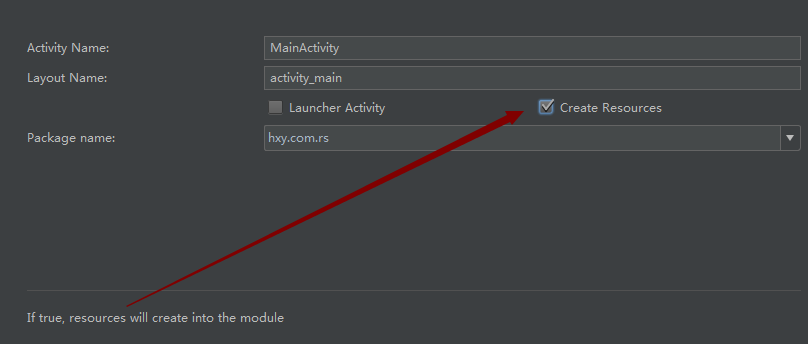 Activity Name: MainActivity
Layout Name: activity_main
Launcher Activity Create Resources
Package name: hxy.com.rs
If true, resources will create into the module